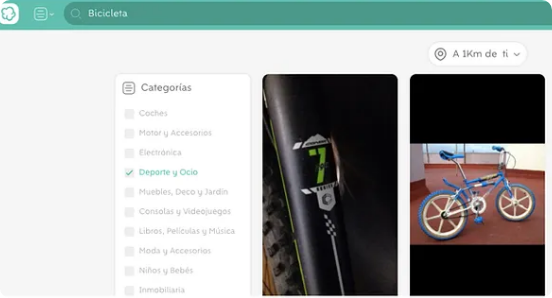 Bicicleta
A 1Km de ti
Categorías
Coches
Motor y Accesorios
Electrónica
Deporte y Ocio
Muebles, Deco y Jardín
Consolas y Videojuegos
Libros, Películas y Música
Moda y Accesorios
Niños y Bebés
Inmobiliaria
7